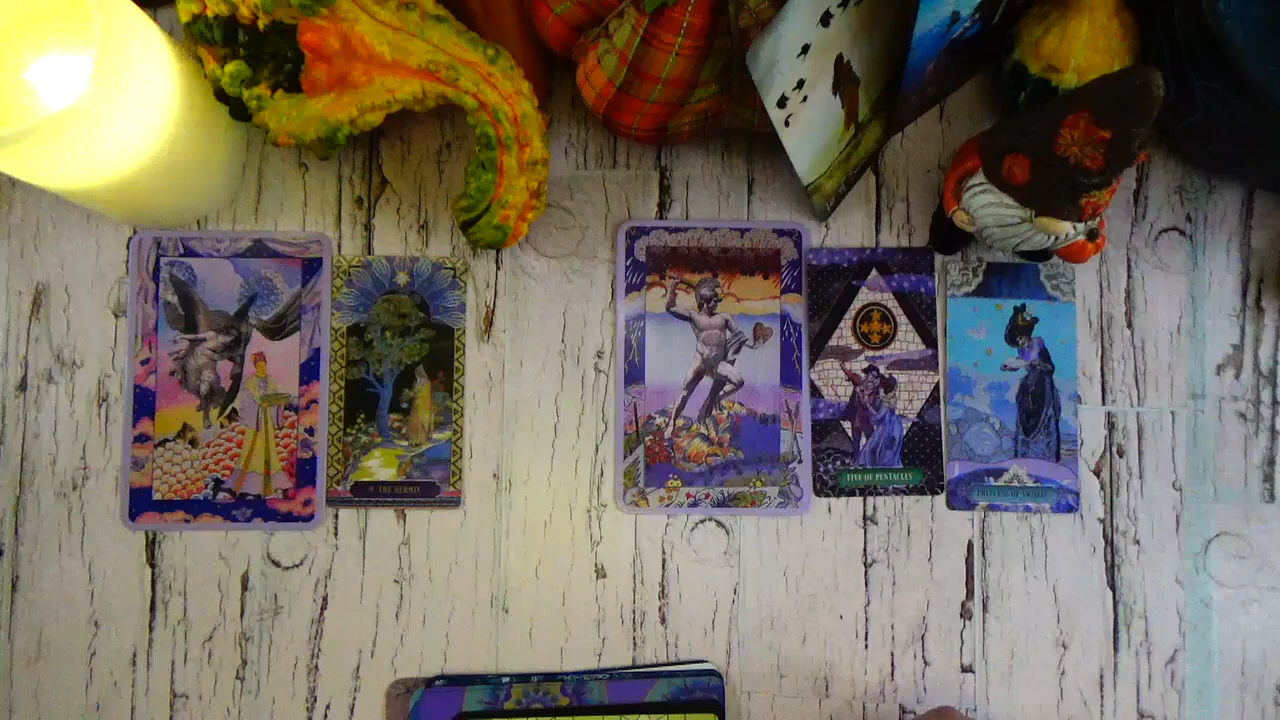 THE HERMIT
FIVE OF PENTACLES
PRINCESS OF SWORDS